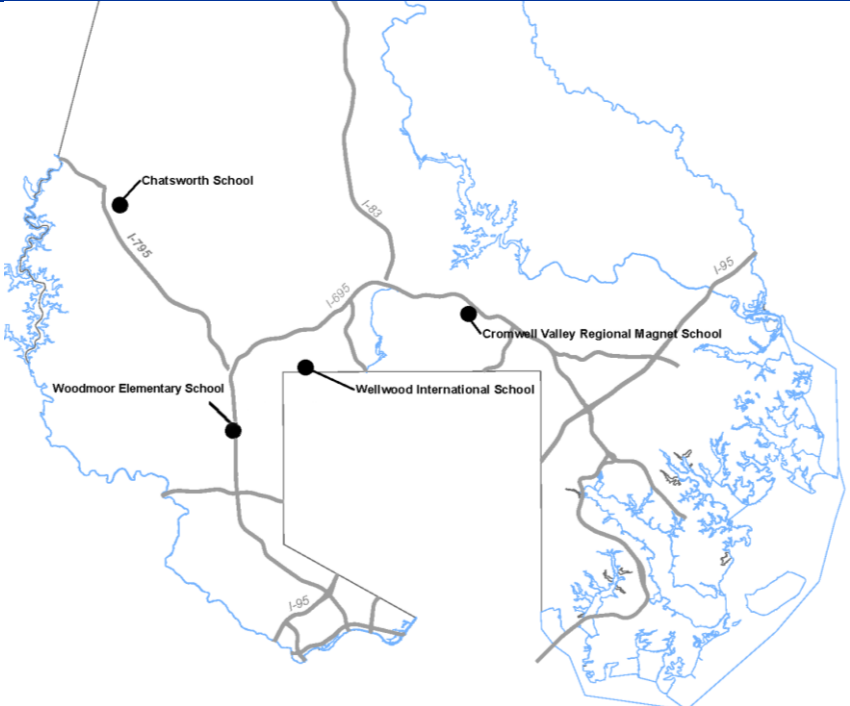 Chatsworth School
I-83
I-795
I-95
I-695
Cromwell Valley Regional Magnet School
Woodmoor Elementary School
Wellwood International School
I-95